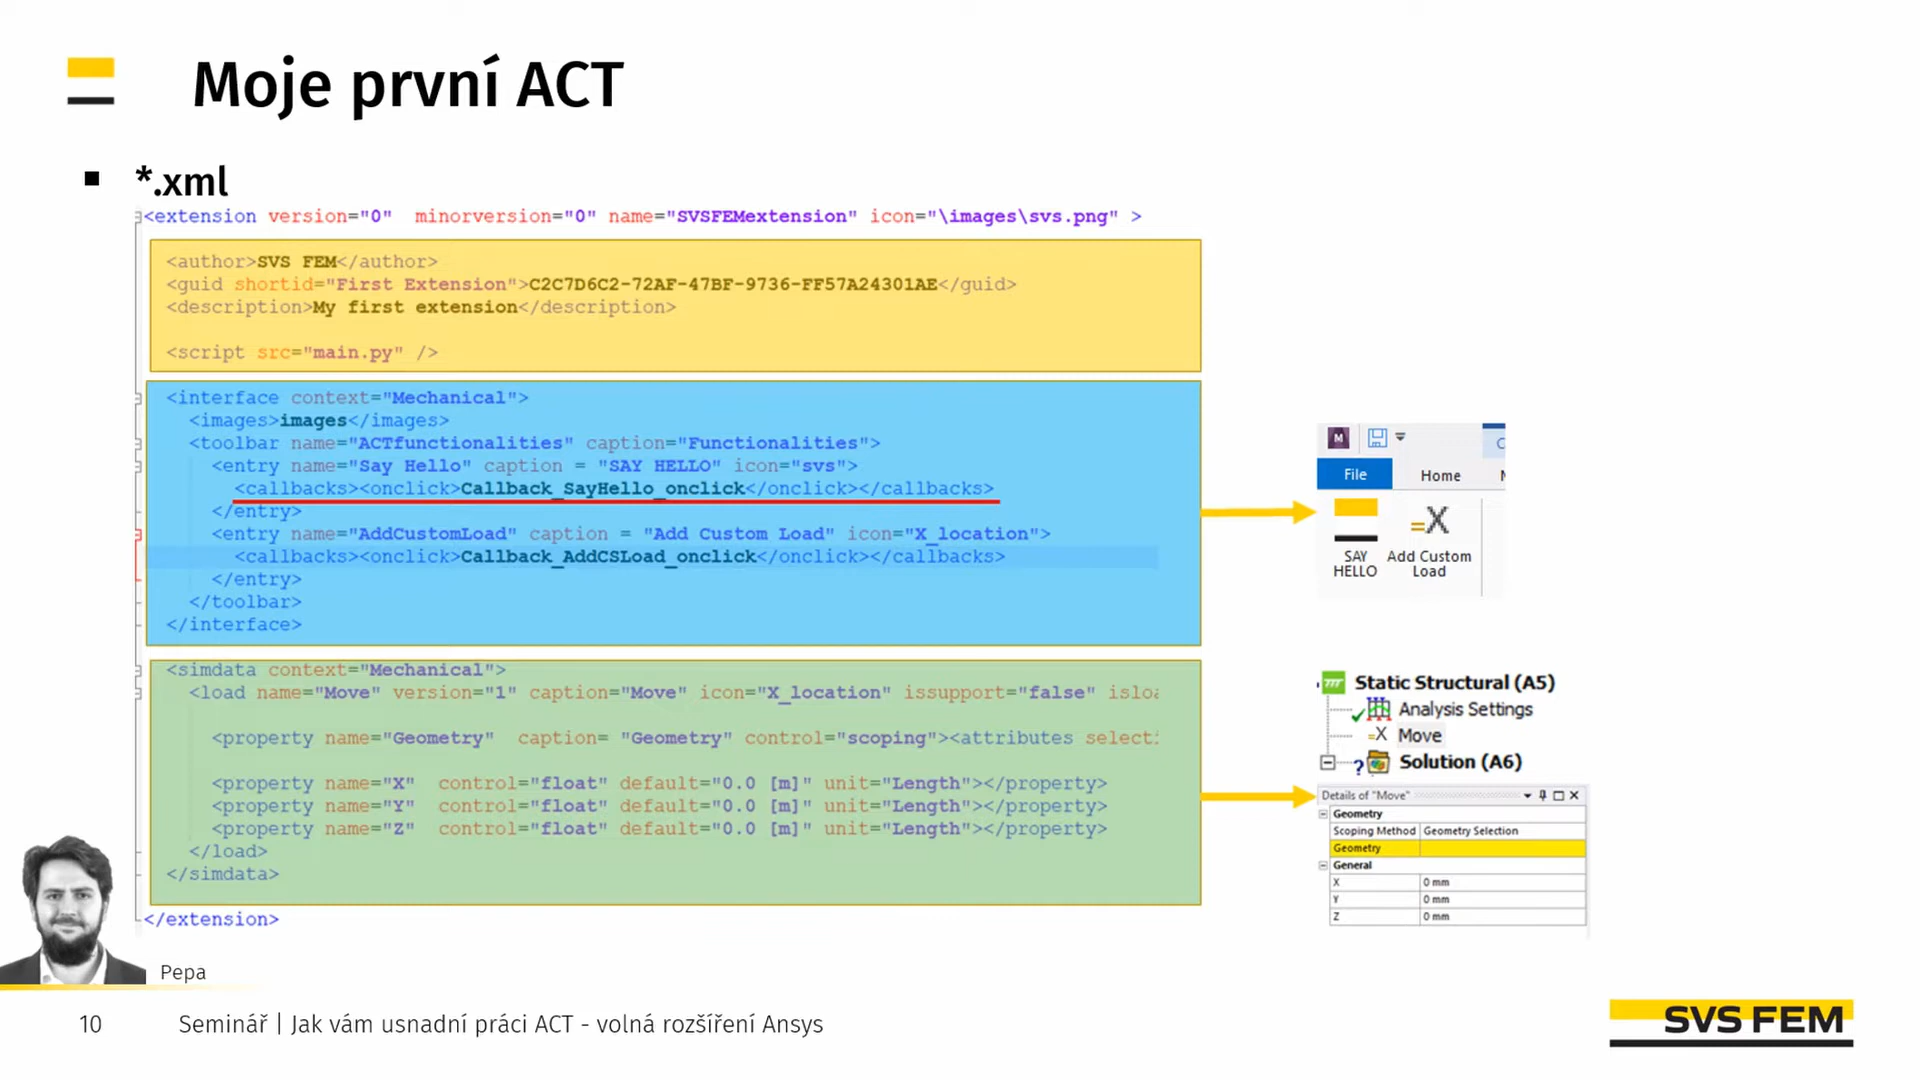 Moje první ACT
*.xml
<extension version="0"  minorversion="0" name="SVSFEMextension" icon="\images\svs.png" >
<author>SVS FEM</author>
<guid shortid="First Extension">C2C7D6C2-72AF-47BF-9736-FF57A24301AE</guid>
<description>My first extension</description>
<script src="main.py" />
<interface context="Mechanical">
<images>images</images>
<toolbar name="ACTfunctionalities" caption="Functionalities">
<entry name="Say Hello" caption = "SAY HELLO" icon="svs">
<callbacks><onclick>Callback_SayHello_onclick</onclick></callbacks>
</entry>
<entry name="AddCustomLoad" caption = "Add Custom Load" icon="X_location">
<callbacks><onclick>Callback_AddCSLoad_onclick</onclick></callbacks>
</entry>
</toolbar>
</interface>
<simdata context="Mechanical">
<load name="Move" version="1" caption="Move" icon="X_location" issupport="false" isloa
<property name="Geometry"  caption= "Geometry" control="scoping"><attributes selecti
<property name="X"  control="float" default="0.0 [m]" unit="Length"></property>
<property name="Y"  control="float" default="0.0 [m]" unit="Length"></property>
<property name="Z"  control="float" default="0.0 [m]" unit="Length"></property>
</load>
</simdata>
</extension>
M
C
File Home
SAY HELLO
=X
Add Custom Load
Static Structural (A5)
Analysis Settings
=X Move
? Solution (A6)
Details of "Move"
Geometry
Scoping Method Geometry Selection
Geometry
General
X 0 mm
Y 0 mm
Z 0 mm
Pepa
10 Seminář | Jak vám usnadní práci ACT - volná rozšíření Ansys
SVS FEM